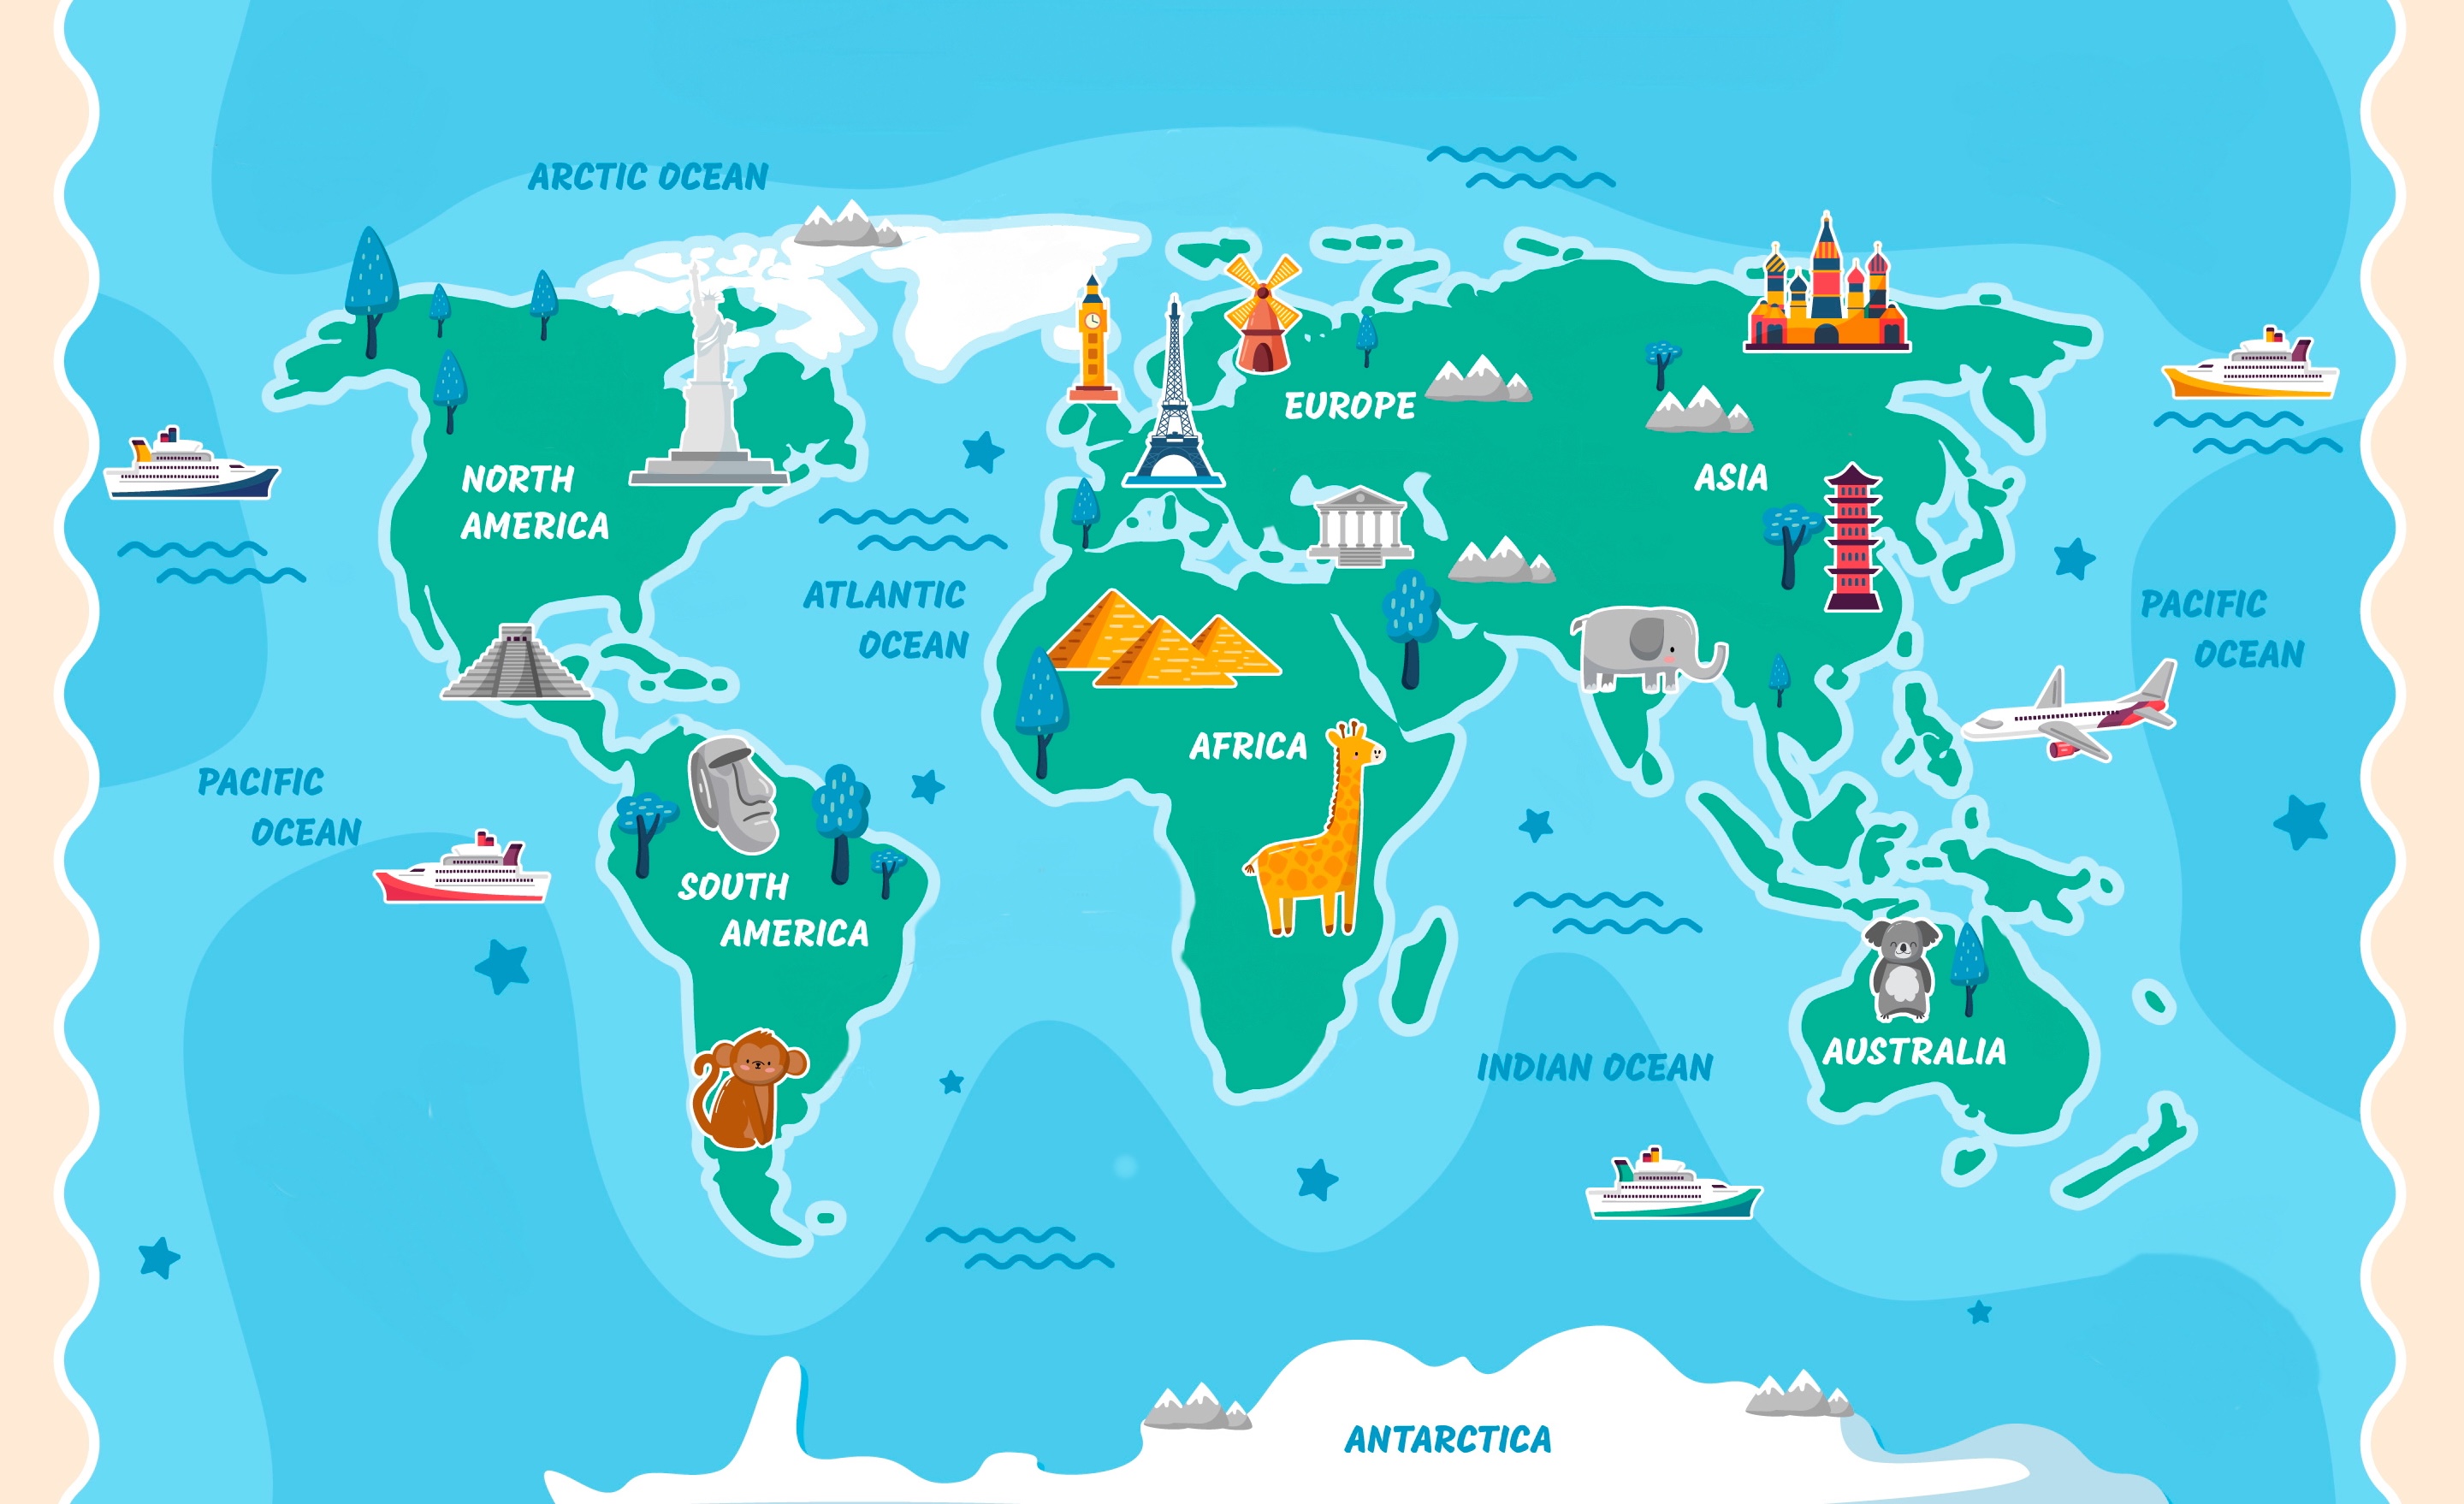 ARCTIC OCEAN
EUROPE
NORTH
AMERICA
ASIA
ATLANTIC
OCEAN
PACIFIC
OCEAN
AFRICA
PACIFIC
OCEAN
SOUTH
AMERICA
AUSTRALIA
INDIAN OCEAN
ANTARCTICA